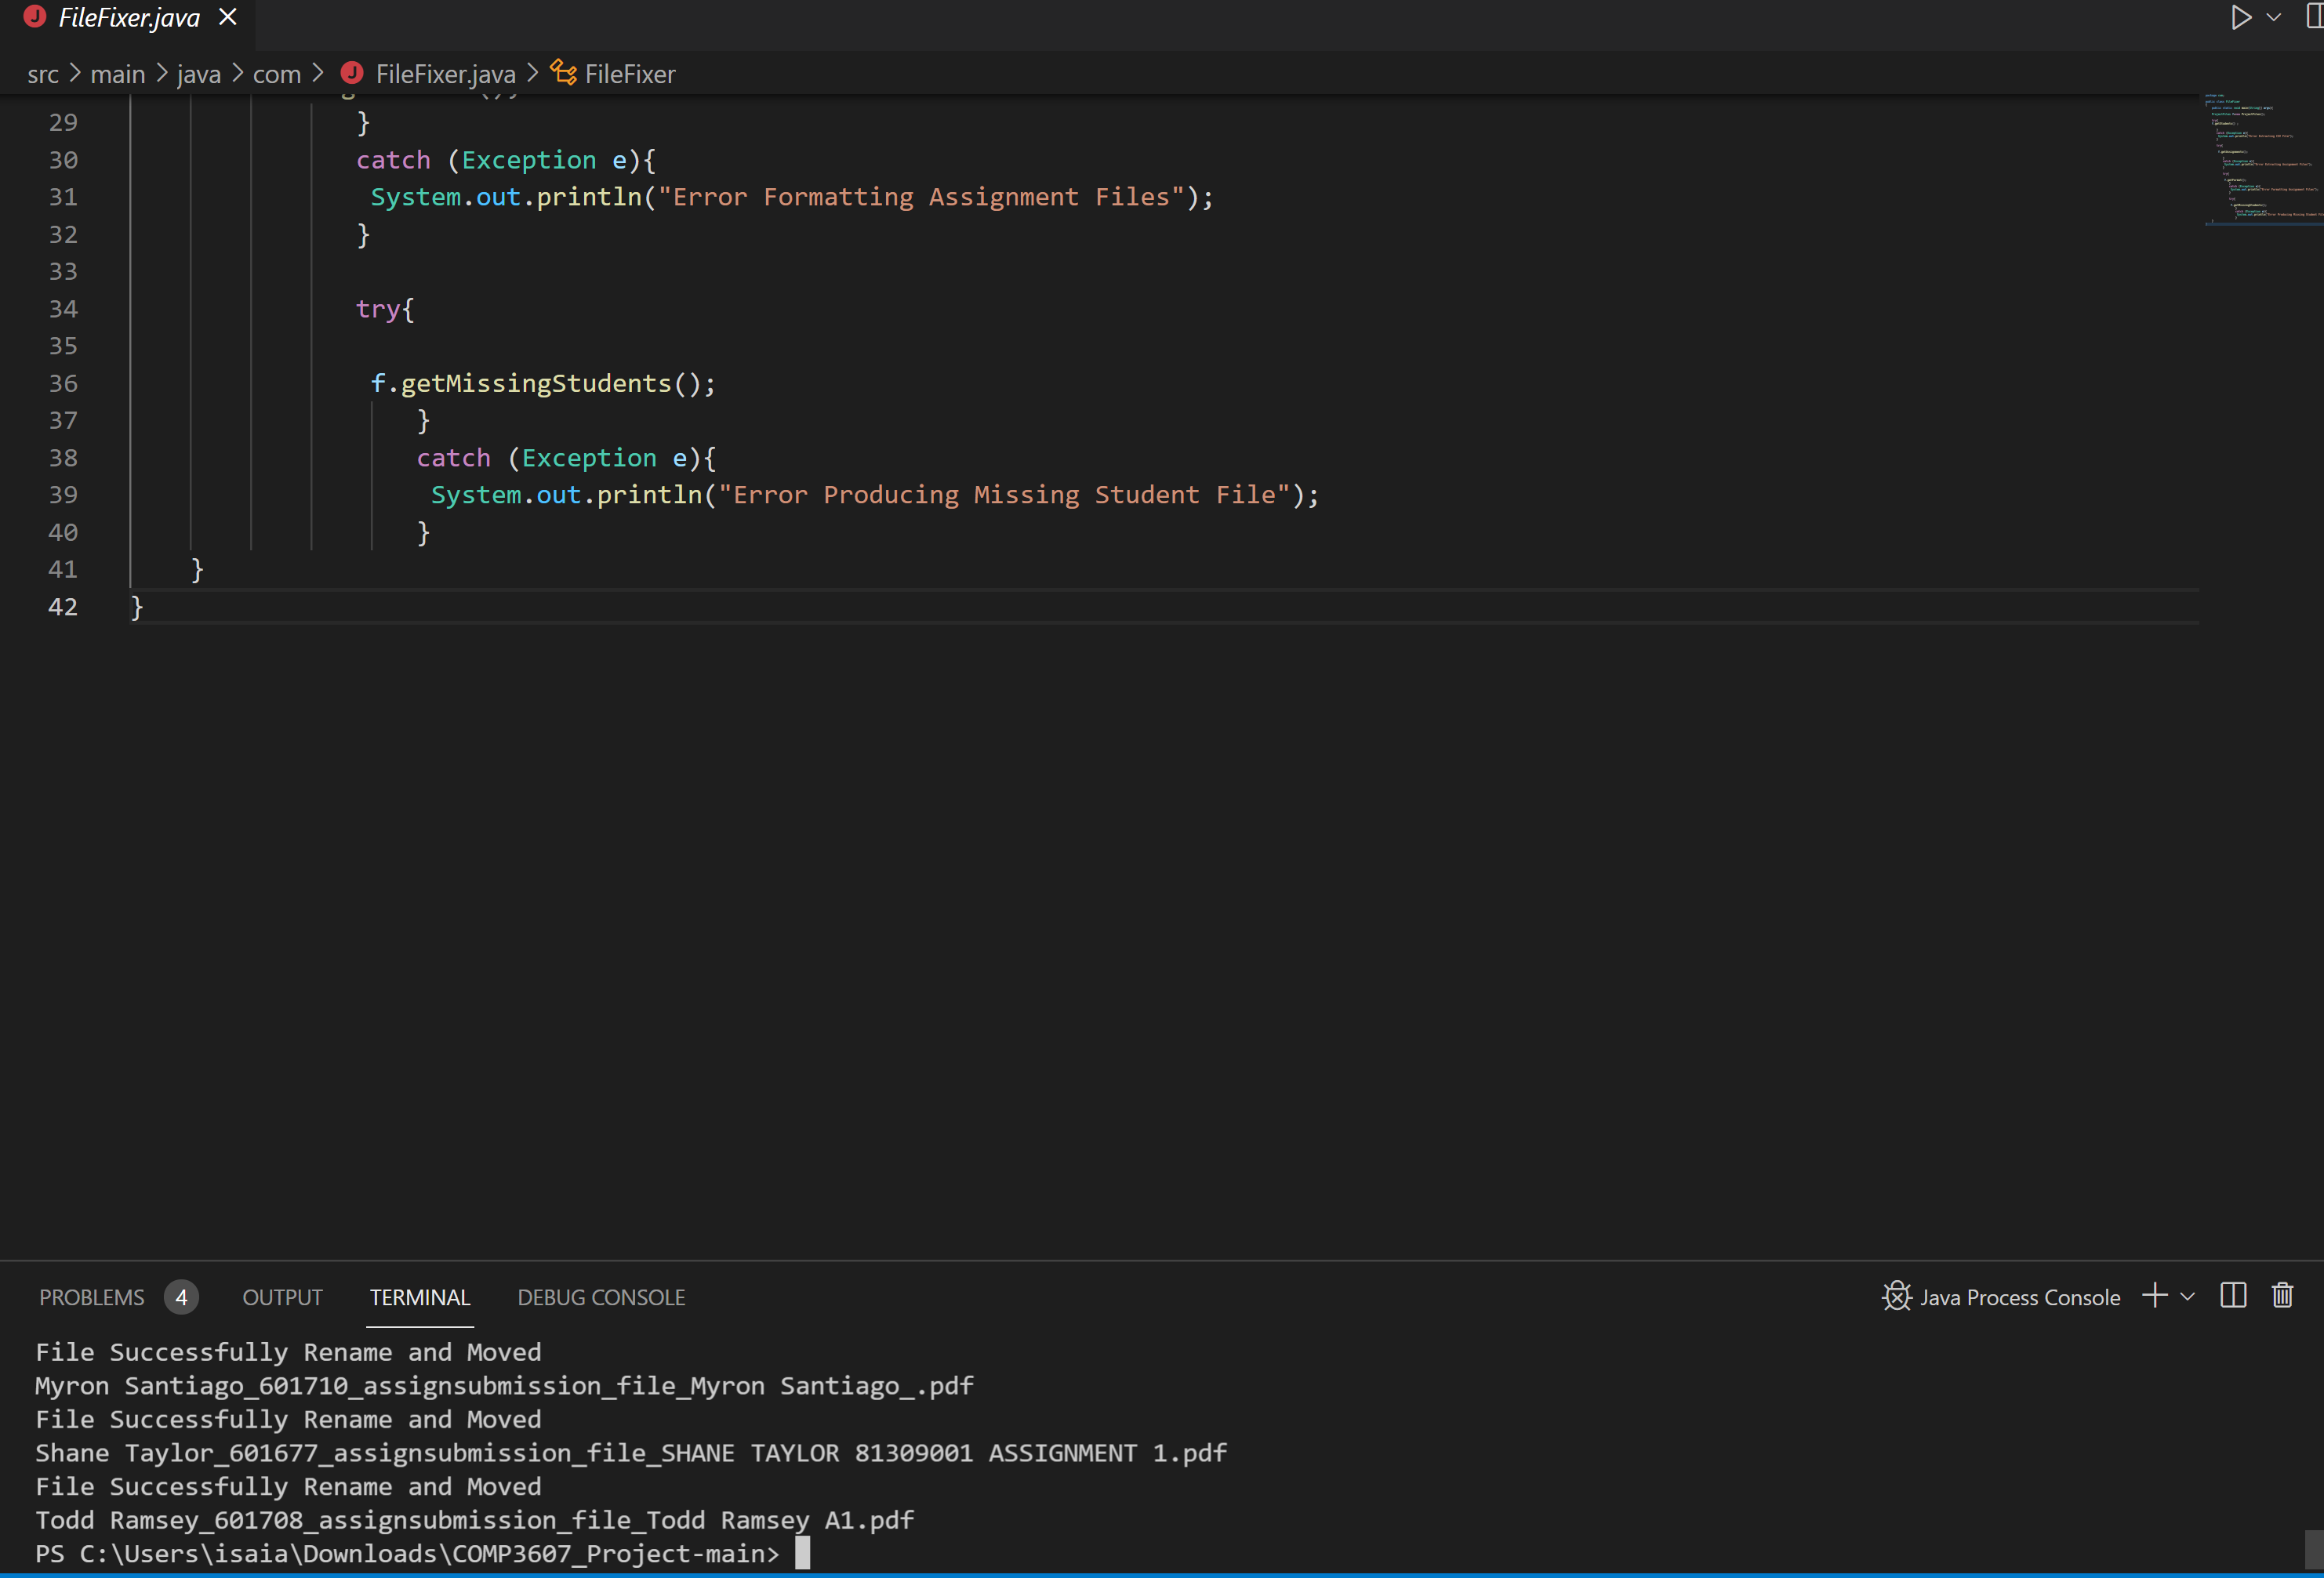 FileFixer.java
src > main > java > com > FileFixer.java > FileFixer
29 }
30 catch (Exception e){
31 System.out.println("Error Formatting Assignment Files");
32 }
33
34 try{
35
36 f.getMissingStudents();
37 }
38 catch (Exception e){
39 System.out.println("Error Producing Missing Student File");
40 }
41 }
42 }
PROBLEMS 4 OUTPUT TERMINAL DEBUG CONSOLE Java Process Console
File Successfully Rename and Moved
Myron Santiago_601710_assignsubmission_file_Myron Santiago_.pdf
File Successfully Rename and Moved
Shane Taylor_601677_assignsubmission_file_SHANE TAYLOR 81309001 ASSIGNMENT 1.pdf
File Successfully Rename and Moved
Todd Ramsey_601708_assignsubmission_file_Todd Ramsey A1.pdf
PS C:\Users\isaia\Downloads\COMP3607_Project-main>